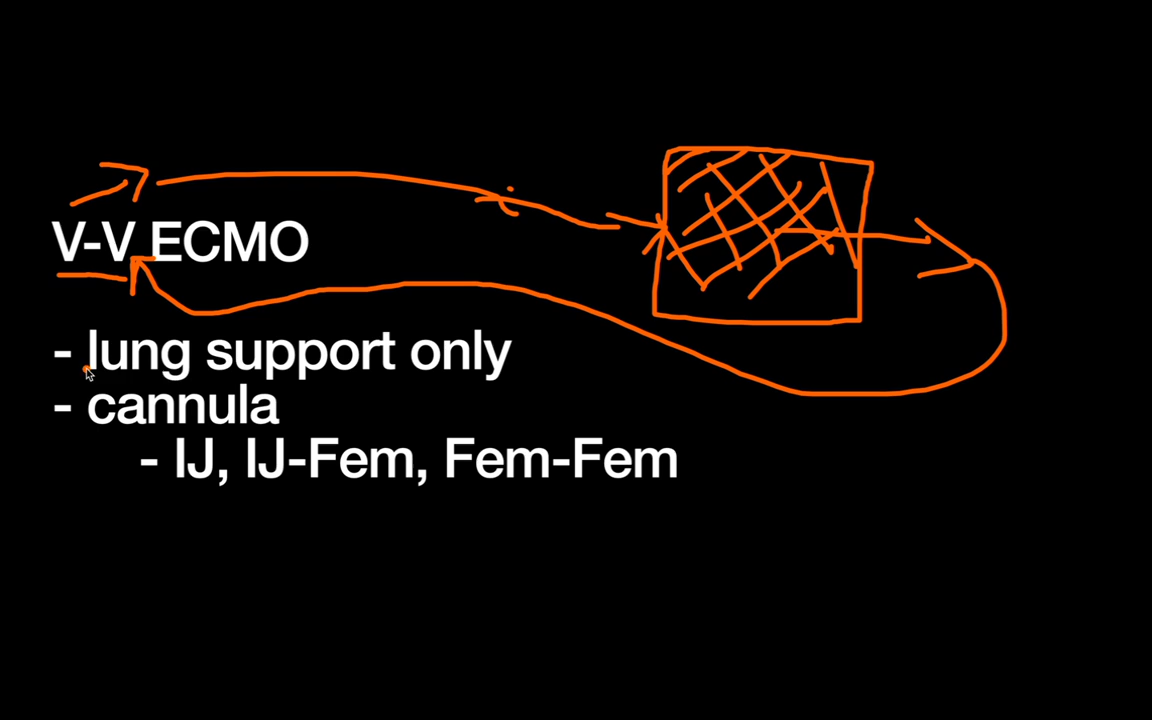 V-V ECMO
- lung support only
- cannula
- IJ, IJ-Fem, Fem-Fem